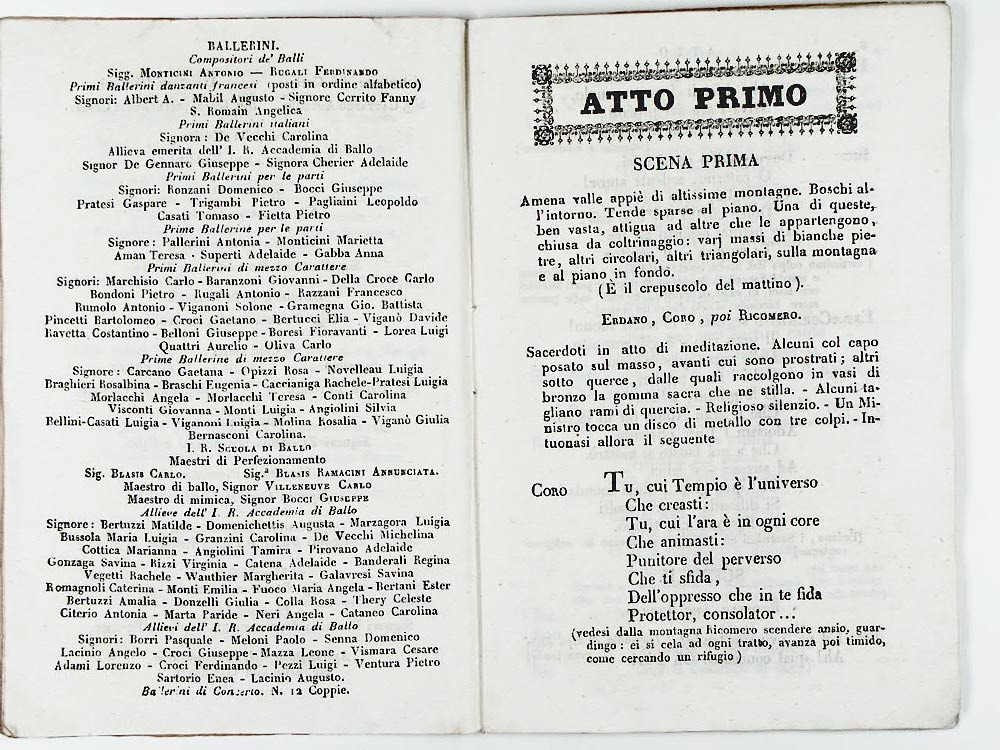 BALLERINI.
Compositori de' Balli
Sigg. Monticini Antonio — Rugali Ferdinando
Primi Ballerini danzanti francesi (posti in ordine alfabetico)
Signori: Albert A. - Mabil Augusto - Signore Cerrito Fanny
S. Romain Angelica
Primi Ballerini italiani
Signora: De Vecchi Carolina
Allieva emerita dell' I. R. Accademia di Ballo
Signor De Gennaro Giuseppe - Signora Cherier Adelaide
Primi Ballerini per le parti
Signori: Ronzani Domenico - Bocci Giuseppe
Pratesi Gaspare - Trigambi Pietro - Pagliaini Leopoldo
Casati Tomaso - Fietta Pietro
Prime Ballerine per le parti
Signore: Pallerini Antonia - Monticini Marietta
Aman Teresa - Superti Adelaide - Gabba Anna
Primi Ballerini di mezzo Carattere
Signori: Marchisio Carlo - Baranzoni Giovanni - Della Croce Carlo
Bondoni Pietro - Rugali Antonio - Razzani Francesco
Rumolo Antonio - Viganoni Solone - Gramegna Gio. Battista
Pincetti Bartolomeo - Croci Gaetano - Bertucci Elia - Viganò Davide
Ravetta Costantino - Belloni Giuseppe - Boresi Fioravanti - Lorea Luigi
Quattri Aurelio - Oliva Carlo
Prime Ballerine di mezzo Carattere
Signore: Carcano Gaetana - Opizzi Rosa - Novelleau Luigia
Braghieri Rosalbina - Braschi Eugenia - Caccianiga Rachele - Pratesi Luigia
Morlacchi Angela - Morlacchi Teresa - Conti Carolina
Visconti Giovanna - Monti Luigia - Angiolini Silvia
Bellini-Casati Luigia - Viganoni Luigia - Molina Rosalia - Viganò Giulia
Bernasconi Carolina.
I. R. Scuola di Ballo
Maestri di Perfezionamento
Sig. Blasis Carlo. Sig.ª Blasis Ramacini Annunciata.
Maestro di ballo, Signor Villeneuve Carlo
Maestro di mimica, Signor Bocci Giuseppe
Allieve dell' I. R. Accademia di Ballo
Signore: Bertuzzi Matilde - Domenichettis Augusta - Marzagora Luigia
Bussola Maria Luigia - Granzini Carolina - De Vecchi Michelina
Cottica Marianna - Angiolini Tamira - Pirovano Adelaide
Gonzaga Savina - Rizzi Virginia - Catena Adelaide - Banderali Regina
Vegetti Rachele - Wauthier Margherita - Galavresi Savina
Romagnoli Caterina - Monti Emilia - Fuoco Maria Angela - Bertani Ester
Bertuzzi Amalia - Donzelli Giulia - Colla Rosa - Thery Celeste
Citerio Antonia - Marta Paride - Neri Angela - Cataneo Carolina
Allievi dell' I. R. Accademia di Ballo
Signori: Borri Pasquale - Meloni Paolo - Senna Domenico
Lacinio Angelo - Croci Giuseppe - Mazza Leone - Vismara Cesare
Adami Lorenzo - Croci Ferdinando - Pezzi Luigi - Ventura Pietro
Sartorio Enea - Lacinio Augusto.
Ballerini di Concerto. N. 12 Coppie.
ATTO PRIMO
SCENA PRIMA
Amena valle appiè di altissime montagne. Boschi al-
l'intorno. Tende sparse al piano. Una di queste,
ben vasta, attigua ad altre che le appartengono,
chiusa da coltrinaggio: varj massi di bianche pie-
tre, altri circolari, altri triangolari, sulla montagna
e al piano in fondo.
(È il crepuscolo del mattino).
Erdano, Coro, poi Ricomero.
Sacerdoti in atto di meditazione. Alcuni col capo
posato sul masso, avanti cui sono prostrati; altri
sotto querce, dalle quali raccolgono in vasi di
bronzo la gomma sacra che ne stilla. - Alcuni ta-
gliano rami di quercia. - Religioso silenzio. - Un Mi-
nistro tocca un disco di metallo con tre colpi. - In-
tuonasi allora il seguente
Coro Tu, cui Tempio è l'universo
Che creasti:
Tu, cui l'ara è in ogni core
Che animasti:
Punitore del perverso
Che ti sfida,
Dell'oppresso che in te fida
Protettor, consolator...
(vedesi dalla montagna Ricomero scendere ansio, guar-
dingo: ei si cela ad ogni tratto, avanza poi timido,
come cercando un rifugio)